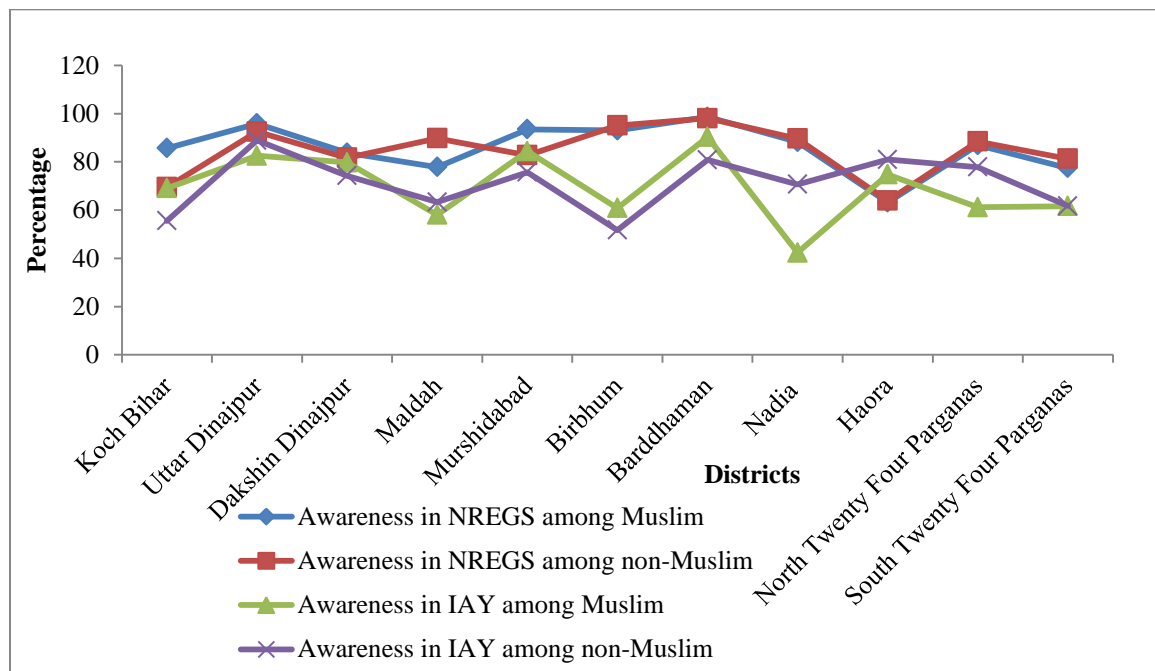 120
100
80
60
40
20
0
Percentage
Koch Bihar
Uttar Dinajpur
Dakshin Dinajpur
Maldah
Murshidabad
Birbhum
Barddhaman
Nadia
Haora
North Twenty Four Parganas
South Twenty Four Parganas
Districts
Awareness in NREGS among Muslim
Awareness in NREGS among non-Muslim
Awareness in IAY among Muslim
Awareness in IAY among non-Muslim